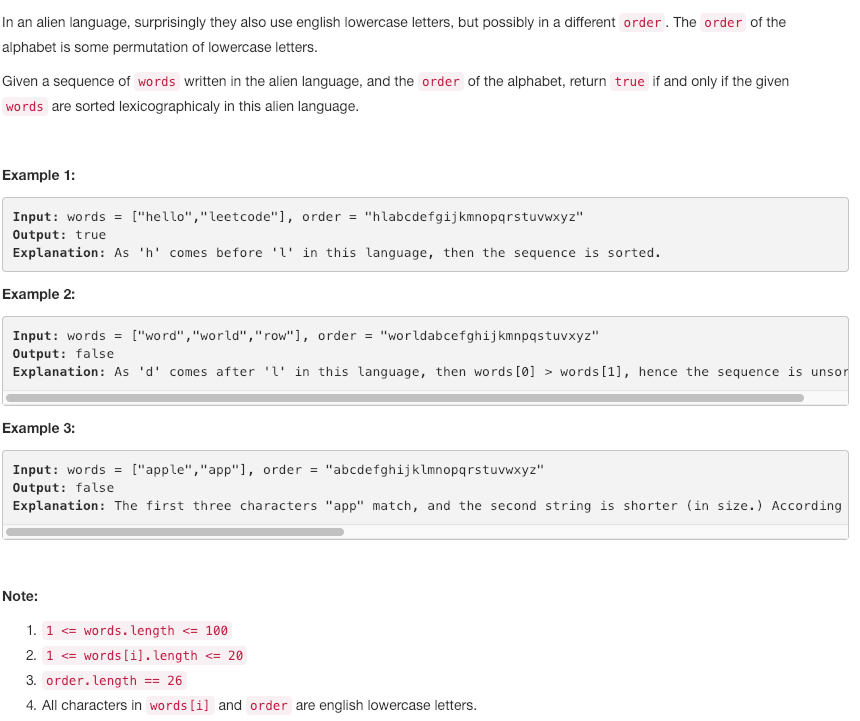 In an alien language, surprisingly they also use english lowercase letters, but possibly in a different order. The order of the
alphabet is some permutation of lowercase letters.
Given a sequence of words written in the alien language, and the order of the alphabet, return true if and only if the given
words are sorted lexicographicaly in this alien language.
Example 1:
Input: words = ["hello","leetcode"], order = "hlabcdefgijkmnopqrstuvwxyz"
Output: true
Explanation: As 'h' comes before 'l' in this language, then the sequence is sorted.
Example 2:
Input: words = ["word","world","row"], order = "worldabcefghijkmnpqstuvxyz"
Output: false
Explanation: As 'd' comes after 'l' in this language, then words[0] > words[1], hence the sequence is unsor
Example 3:
Input: words = ["apple","app"], order = "abcdefghijklmnopqrstuvwxyz"
Output: false
Explanation: The first three characters "app" match, and the second string is shorter (in size.) According
Note:
1. 1 <= words.length <= 100
2. 1 <= words[i].length <= 20
3. order.length == 26
4. All characters in words[i] and order are english lowercase letters.